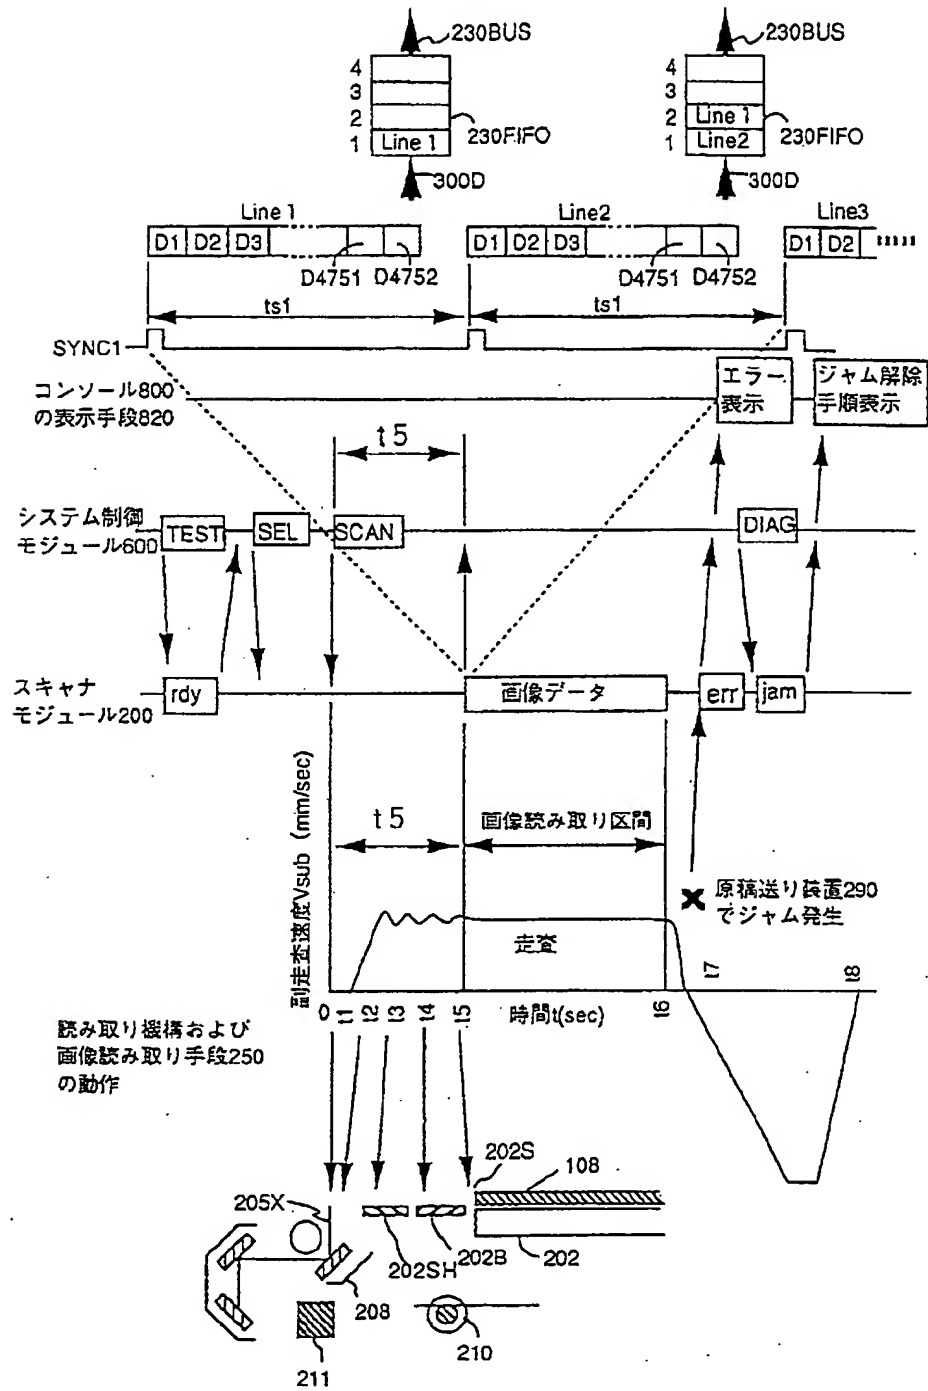 230BUS 230BUS
4 4
3 3
2 2 Line 1
230FIFO 230FIFO
1 Line 1 1 Line2
300D 300D
Line 1 Line2 Line3
D1 D2 D3 D1 D2 D3 D1 D2
D4751 D4752 D4751 D4752
ts1 ts1
SYNC1
コンソール800
の表示手段820
エラー
表示
ジャム解除
手順表示
t5
システム制御
モジュール600
TEST SEL SCAN DIAG
スキャナ
モジュール200
rdy 画像データ err jam
副走査速度Vsub (mm/sec)
t5 画像読み取り区間
原稿送り装置290
でジャム発生
走査
0 t1 t2 t3 t4 t5 時間t(sec) t6 t7 t8
読み取り機構および
画像読み取り手段250
の動作
202S
108
205X
202SH 202B 202
208
210
211